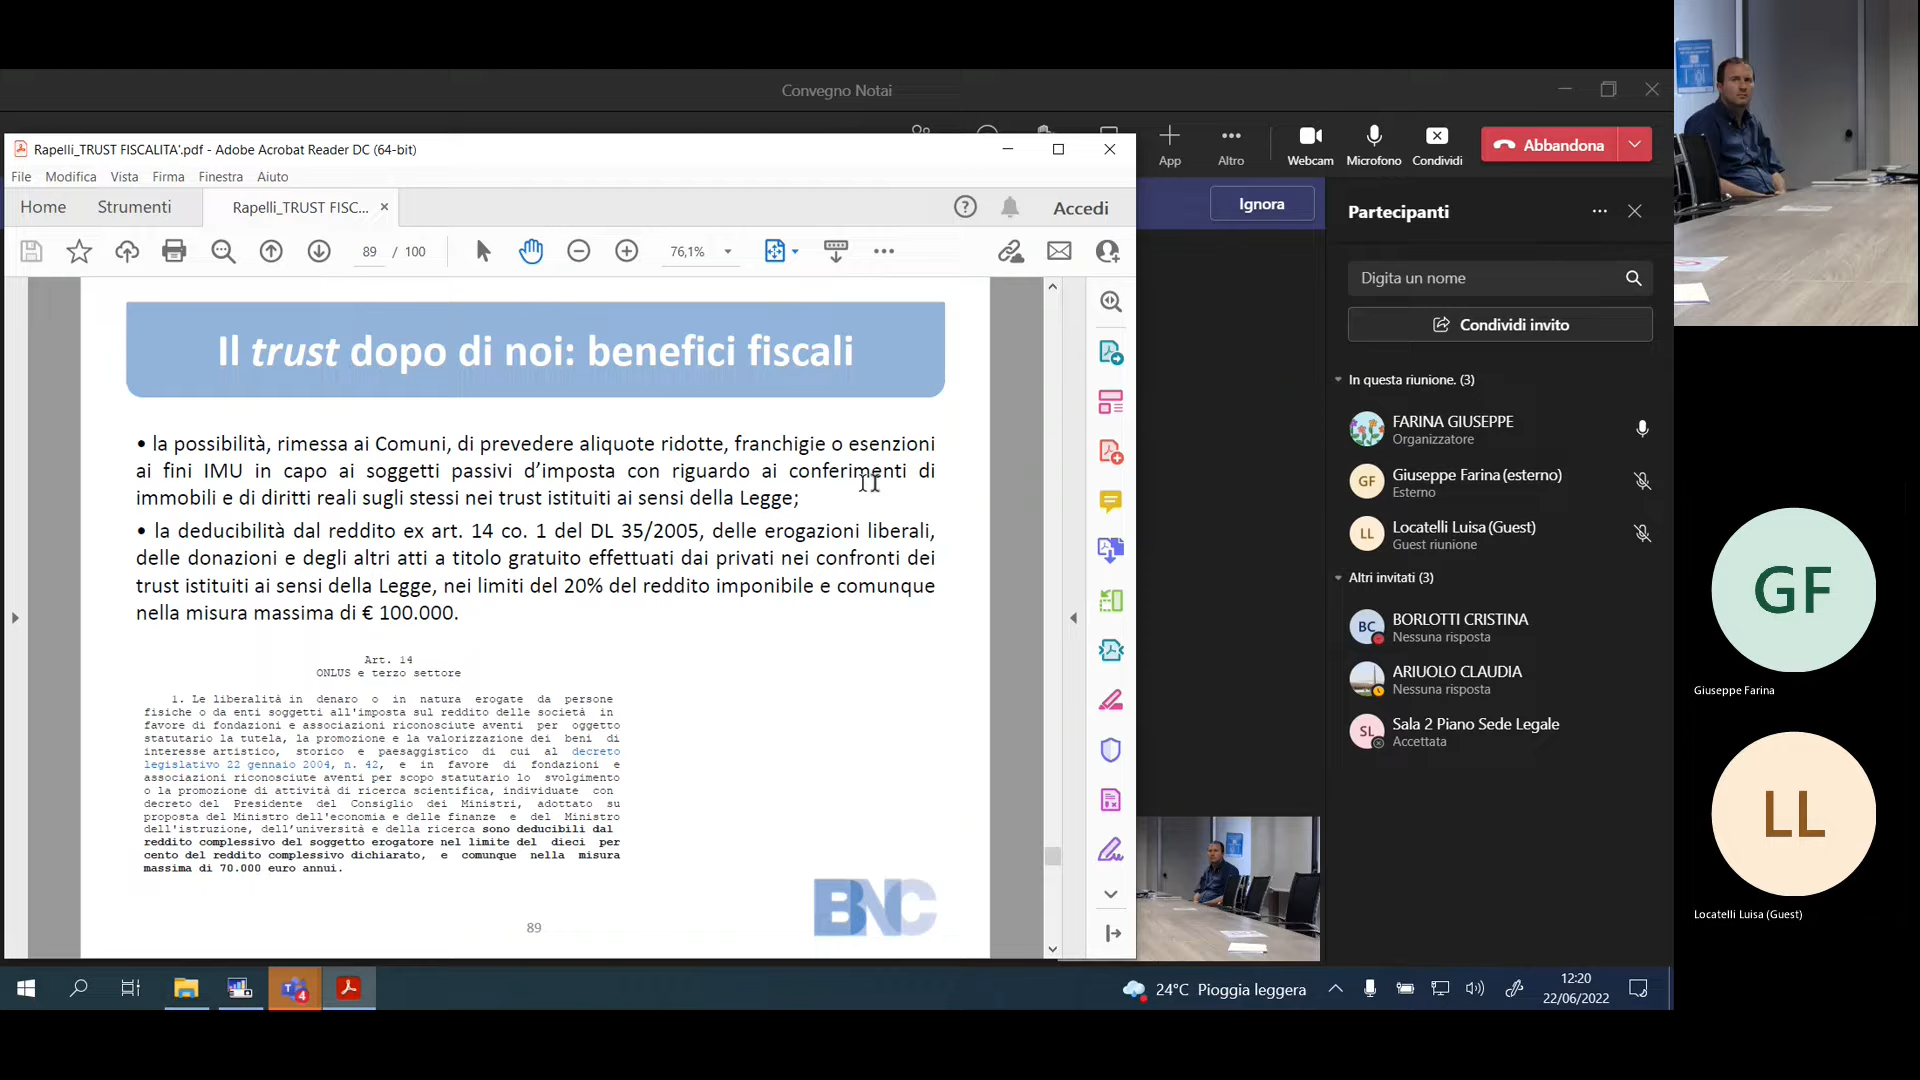 Convegno Notai
App
Altro
Webcam
Microfono
Condividi
Abbandona
Rapelli_TRUST FISCALITA'.pdf - Adobe Acrobat Reader DC (64-bit)
File Modifica Vista Firma Finestra Aiuto
Home
Strumenti
Rapelli_TRUST FISC...
Accedi
89 / 100
76,1%
Ignora
Il trust dopo di noi: benefici fiscali
• la possibilità, rimessa ai Comuni, di prevedere aliquote ridotte, franchigie o esenzioni
ai fini IMU in capo ai soggetti passivi d’imposta con riguardo ai conferimenti di
immobili e di diritti reali sugli stessi nei trust istituiti ai sensi della Legge;
• la deducibilità dal reddito ex art. 14 co. 1 del DL 35/2005, delle erogazioni liberali,
delle donazioni e degli altri atti a titolo gratuito effettuati dai privati nei confronti dei
trust istituiti ai sensi della Legge, nei limiti del 20% del reddito imponibile e comunque
nella misura massima di € 100.000.
Art. 14
ONLUS e terzo settore
1. Le liberalità in denaro o in natura erogate da persone
fisiche o da enti soggetti all'imposta sul reddito delle società in
favore di fondazioni e associazioni riconosciute aventi per oggetto
statutario la tutela, la promozione e la valorizzazione dei beni di
interesse artistico, storico e paesaggistico di cui al decreto
legislativo 22 gennaio 2004, n. 42, e in favore di fondazioni e
associazioni riconosciute aventi per scopo statutario lo svolgimento
o la promozione di attività di ricerca scientifica, individuate con
decreto del Presidente del Consiglio dei Ministri, adottato su
proposta del Ministro dell'economia e delle finanze e del Ministro
dell'istruzione, dell’università e della ricerca sono deducibili dal
reddito complessivo del soggetto erogatore nel limite del dieci per
cento del reddito complessivo dichiarato, e comunque nella misura
massima di 70.000 euro annui.
89
BNC
Partecipanti
Digita un nome
Condividi invito
In questa riunione. (3)
FARINA GIUSEPPE
Organizzatore
GF
Giuseppe Farina (esterno)
Esterno
LL
Locatelli Luisa (Guest)
Guest riunione
Altri invitati (3)
BC
BORLOTTI CRISTINA
Nessuna risposta
ARIUOLO CLAUDIA
Nessuna risposta
SL
Sala 2 Piano Sede Legale
Accettata
GF
Giuseppe Farina
LL
Locatelli Luisa (Guest)
4
24°C Pioggia leggera
12:20
22/06/2022